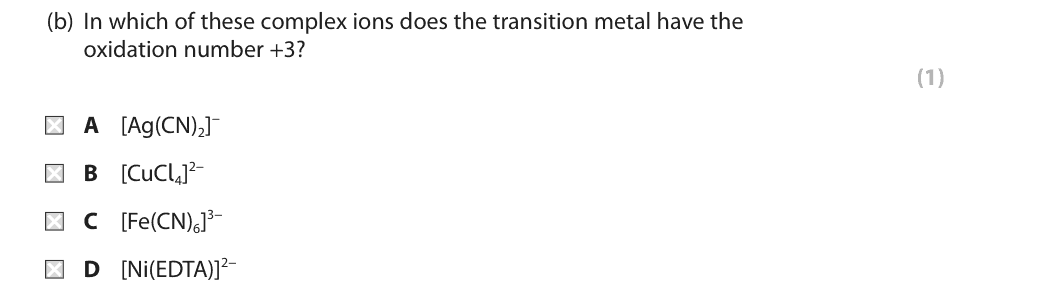 (b) In which of these complex ions does the transition metal have the
oxidation number +3?
(1)
A [Ag(CN)₂]⁻
B [CuCl₄]²⁻
C [Fe(CN)₆]³⁻
D [Ni(EDTA)]²⁻